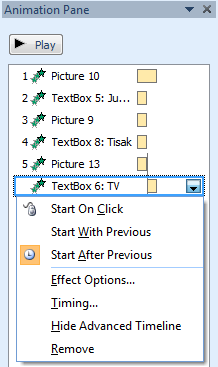 Animation Pane
Play
1 Picture 10
2 TextBox 5: Ju...
3 Picture 9
4 TextBox 8: Tisak
5 Picture 13
TextBox 6: TV
Start On Click
Start With Previous
Start After Previous
Effect Options...
Timing...
Hide Advanced Timeline
Remove